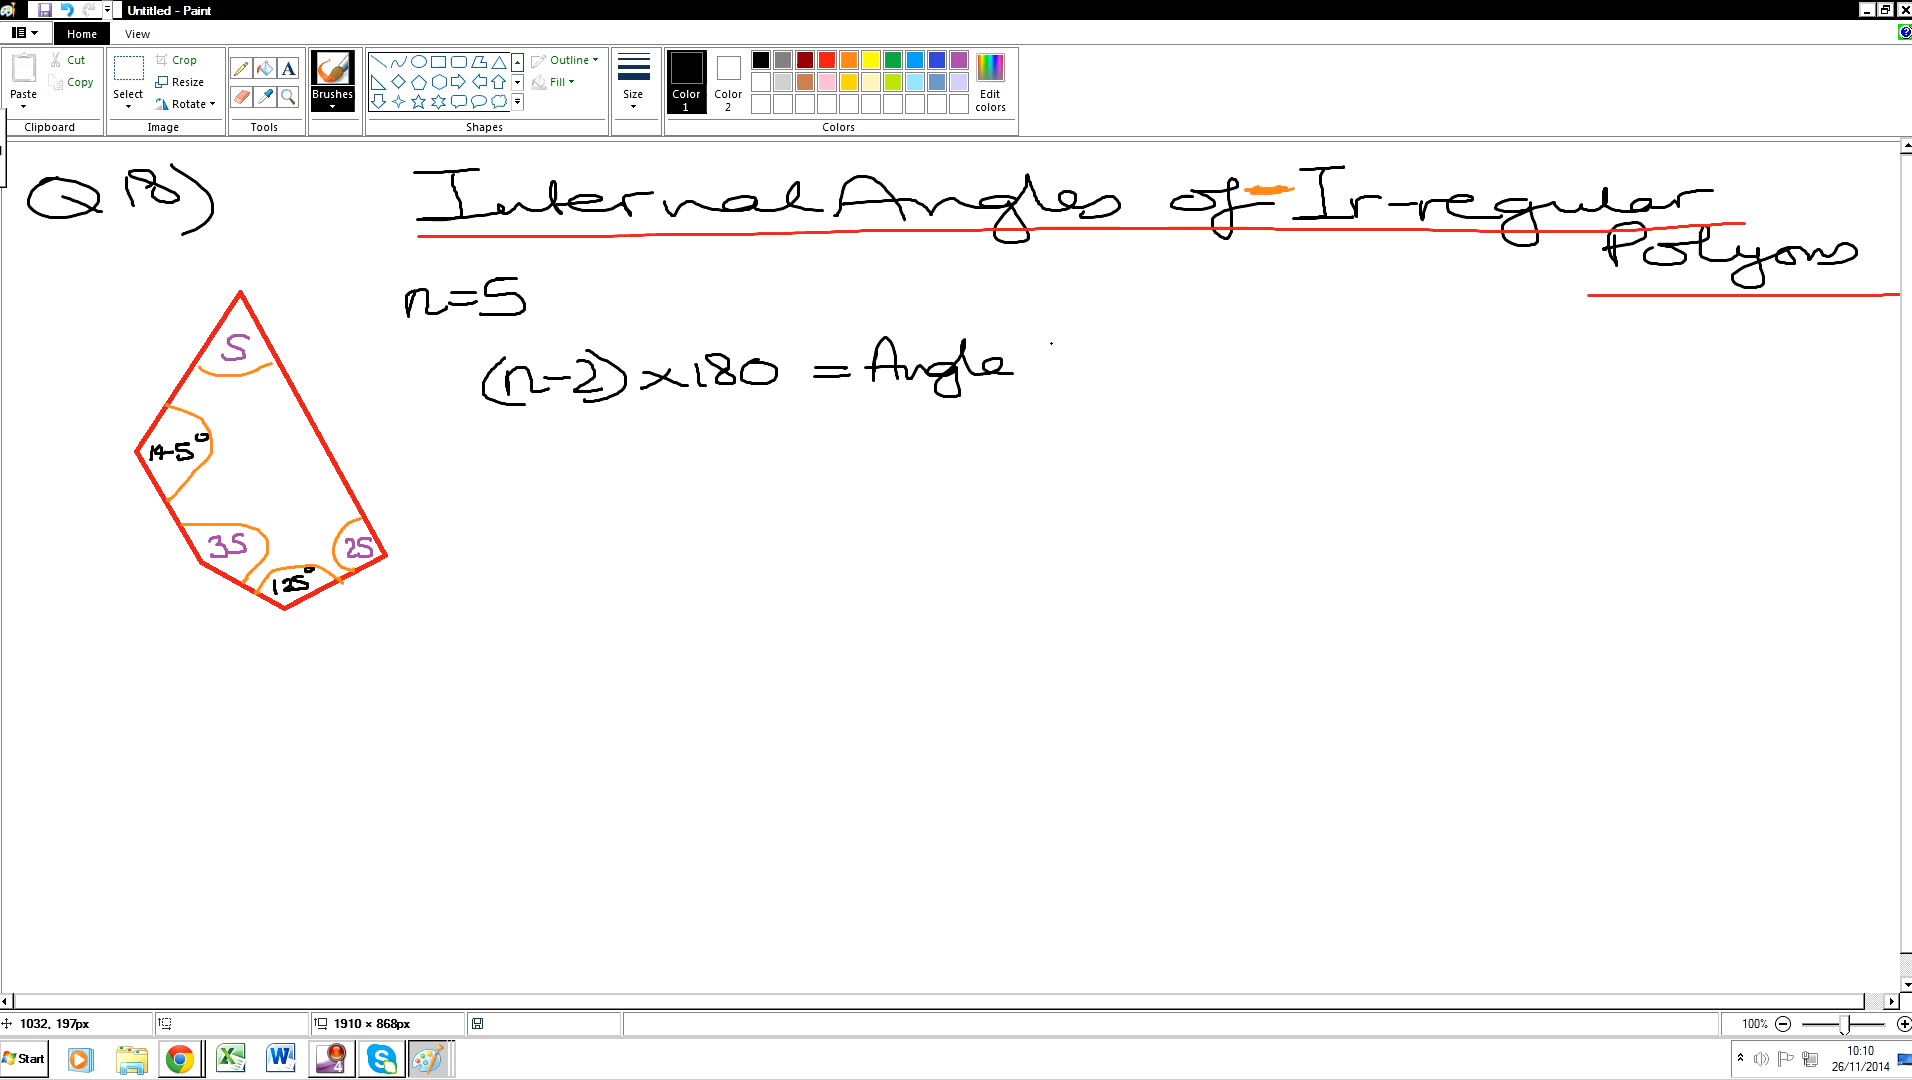 Untitled - Paint
Home View
Paste Cut Copy Clipboard
Select Crop Resize Rotate Image
Tools
Brushes
Shapes Outline Fill
Size
Color 1 Color 2 Edit colors Colors
Q 18) Internal Angles of Ir-regular
Polyons
n=5
(n-2) × 180 = Angle
S
145°
3S
125°
2S
1032, 197px 1910 × 868px 100%
Start 10:10
26/11/2014